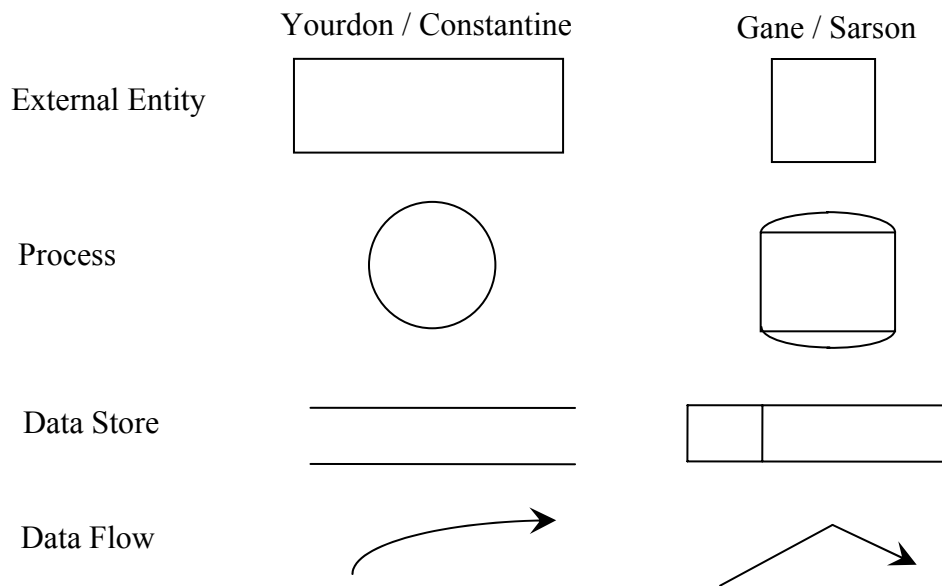 Yourdon / Constantine
Gane / Sarson
External Entity
Process
Data Store
Data Flow